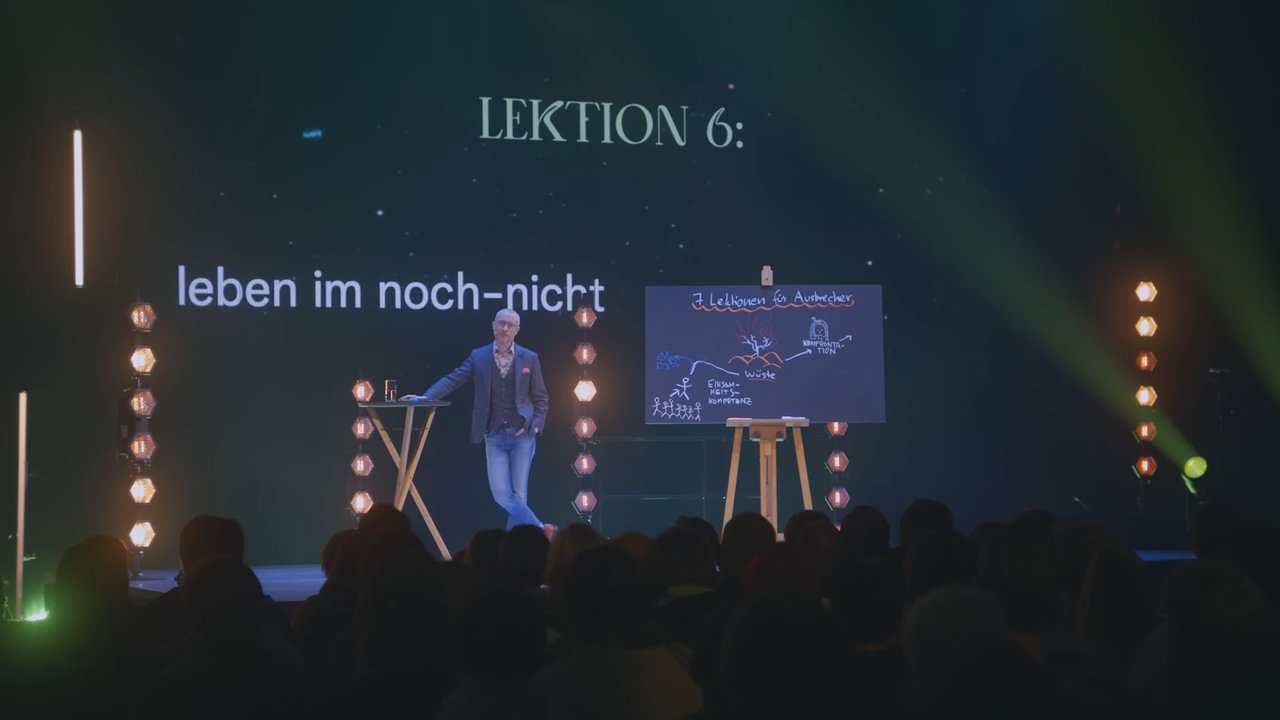 LEKTION 6:
leben im noch-nicht
7 Lektionen für Ausbrecher
KONFRONTA-
TION
Wüste
EINSAM-
KEITS-
KOMPETENZ